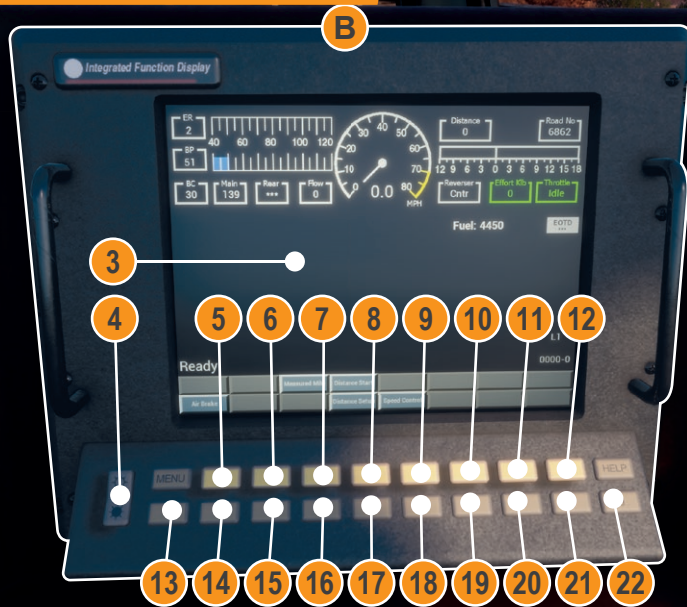 B
Integrated Function Display
ER
2
40 60 80 100 120
BP
51
BC
30
Main
139
Rear
***
Flow
0
0 10 20 30 40 50 60 70 80
0.0
MPH
Distance
0
Road No
6862
12 9 6 3 0 3 6 9 12 15 18
Reverser
Cntr
Effort Klb
0
Throttle
Idle
Fuel: 4450
EOTD
***
3
4 5 6 7 8 9 10 11 12
0000-0
Ready
Distance Start
Air Brake
Distance Setup
Speed Control
MENU
HELP
13 14 15 16 17 18 19 20 21 22